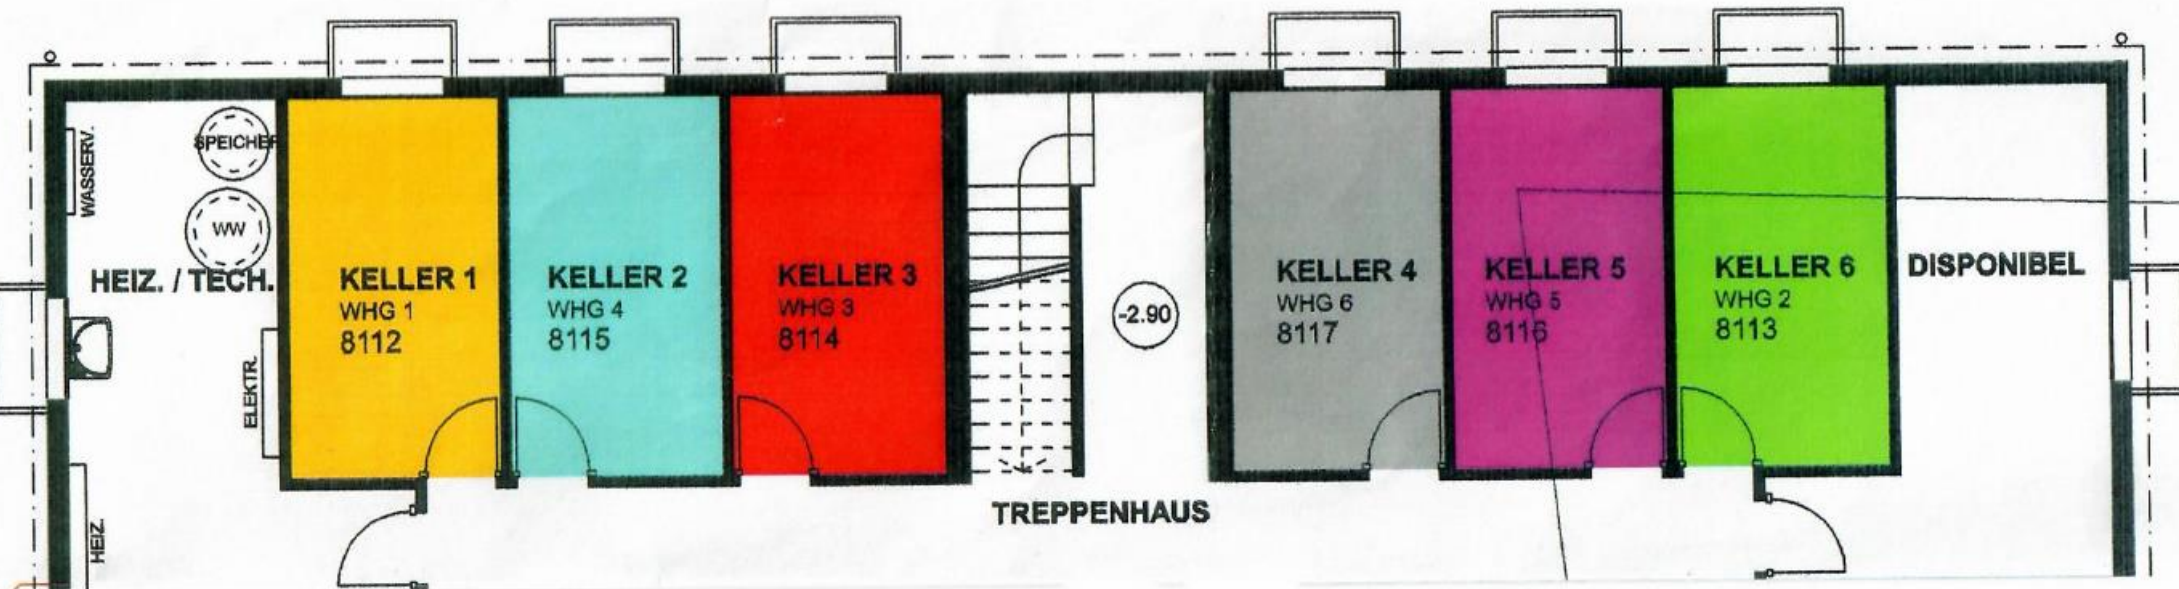 WASSERV.
SPEICHER
WW
HEIZ. / TECH.
ELEKTR.
HEIZ.
KELLER 1
WHG 1
8112
KELLER 2
WHG 4
8115
KELLER 3
WHG 3
8114
-2.90
TREPPENHAUS
KELLER 4
WHG 6
8117
KELLER 5
WHG 5
8116
KELLER 6
WHG 2
8113
DISPONIBEL